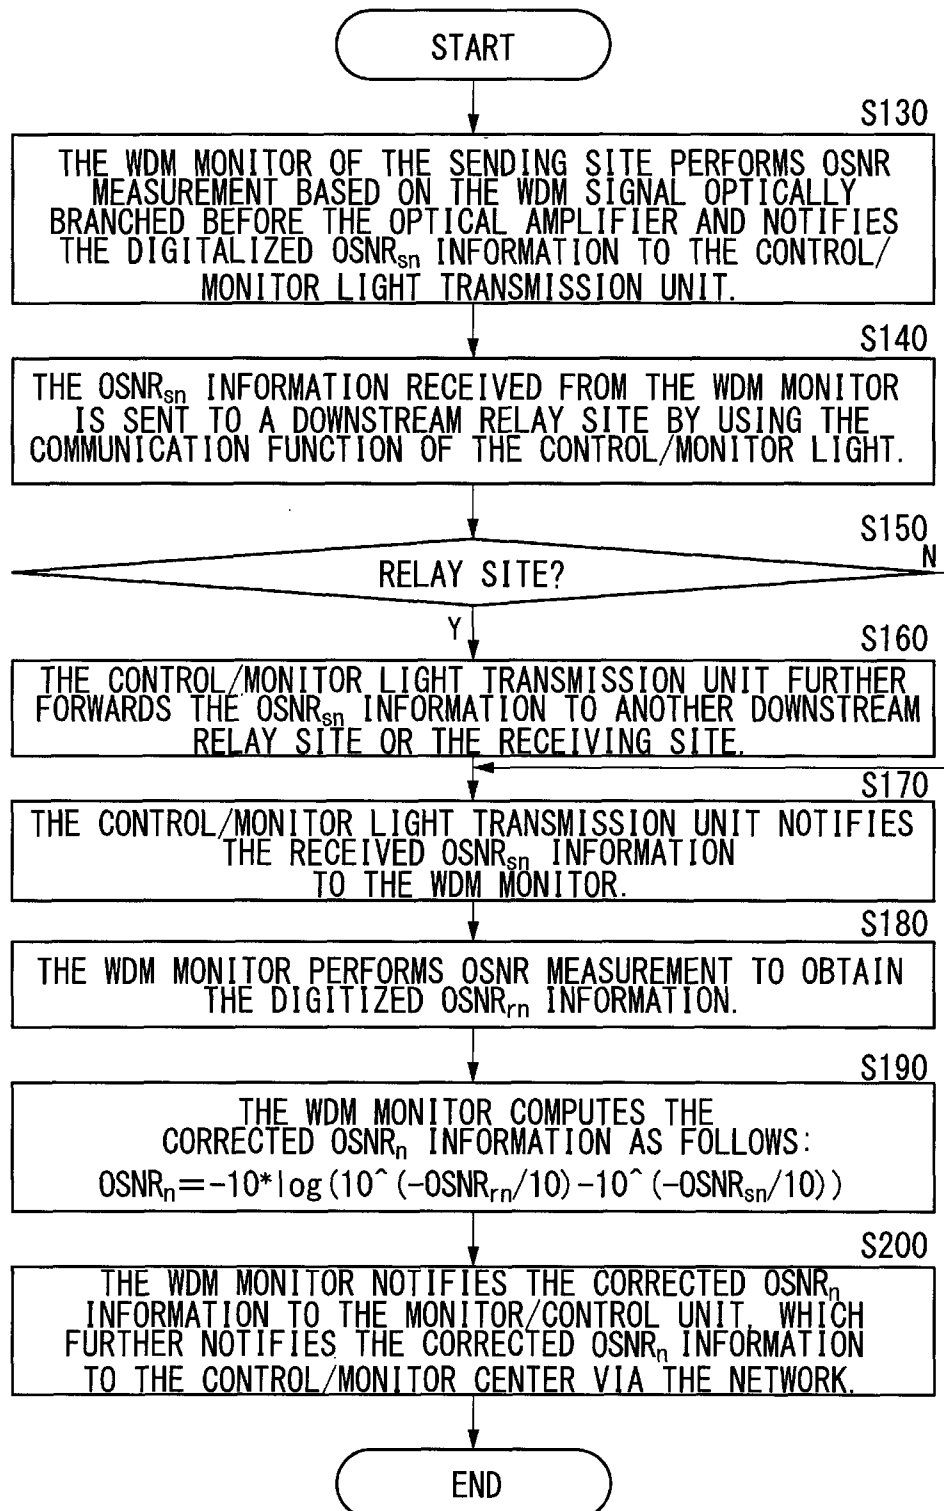 START
S130
THE WDM MONITOR OF THE SENDING SITE PERFORMS OSNR
MEASUREMENT BASED ON THE WDM SIGNAL OPTICALLY
BRANCHED BEFORE THE OPTICAL AMPLIFIER AND NOTIFIES
THE DIGITALIZED OSNRsn INFORMATION TO THE CONTROL/
MONITOR LIGHT TRANSMISSION UNIT.
S140
THE OSNRsn INFORMATION RECEIVED FROM THE WDM MONITOR
IS SENT TO A DOWNSTREAM RELAY SITE BY USING THE
COMMUNICATION FUNCTION OF THE CONTROL/MONITOR LIGHT.
S150
RELAY SITE?
N
Y
S160
THE CONTROL/MONITOR LIGHT TRANSMISSION UNIT FURTHER
FORWARDS THE OSNRsn INFORMATION TO ANOTHER DOWNSTREAM
RELAY SITE OR THE RECEIVING SITE.
S170
THE CONTROL/MONITOR LIGHT TRANSMISSION UNIT NOTIFIES
THE RECEIVED OSNRsn INFORMATION
TO THE WDM MONITOR.
S180
THE WDM MONITOR PERFORMS OSNR MEASUREMENT TO OBTAIN
THE DIGITIZED OSNRrn INFORMATION.
S190
THE WDM MONITOR COMPUTES THE
CORRECTED OSNRn INFORMATION AS FOLLOWS:
OSNRn=-10*log(10^(-OSNRrn/10)-10^(-OSNRsn/10))
S200
THE WDM MONITOR NOTIFIES THE CORRECTED OSNRn
INFORMATION TO THE MONITOR/CONTROL UNIT, WHICH
FURTHER NOTIFIES THE CORRECTED OSNRn INFORMATION
TO THE CONTROL/MONITOR CENTER VIA THE NETWORK.
END